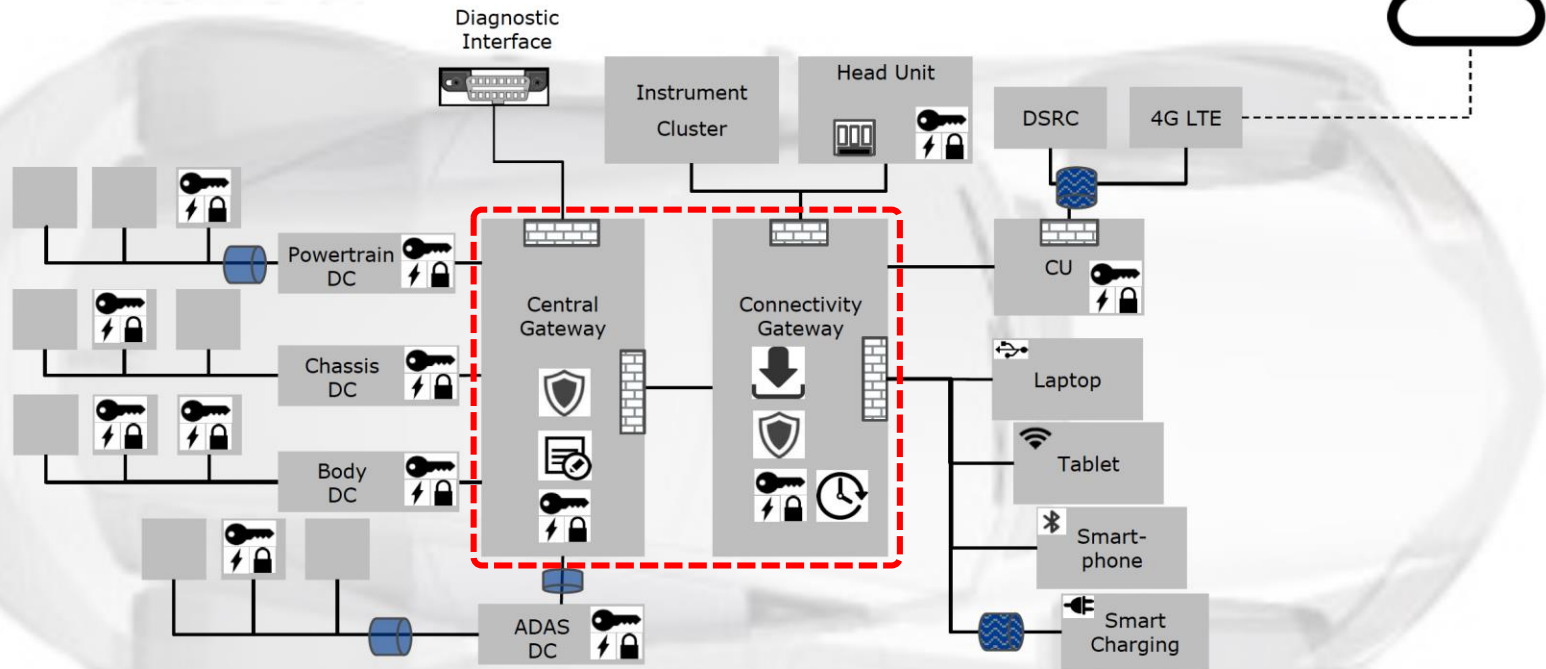 Diagnostic
Interface
Instrument
Cluster
Head Unit
DSRC
4G LTE
Powertrain
DC
Central
Gateway
Connectivity
Gateway
CU
Chassis
DC
Laptop
Body
DC
Tablet
Smart-
phone
ADAS
DC
Smart
Charging